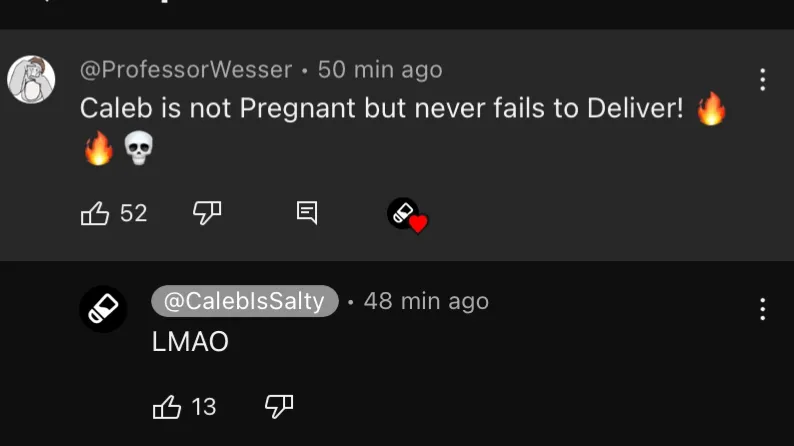 @ProfessorWesser • 50 min ago
Caleb is not Pregnant but never fails to Deliver! 🔥
🔥💀
52
@CalebIsSalty • 48 min ago
LMAO
13